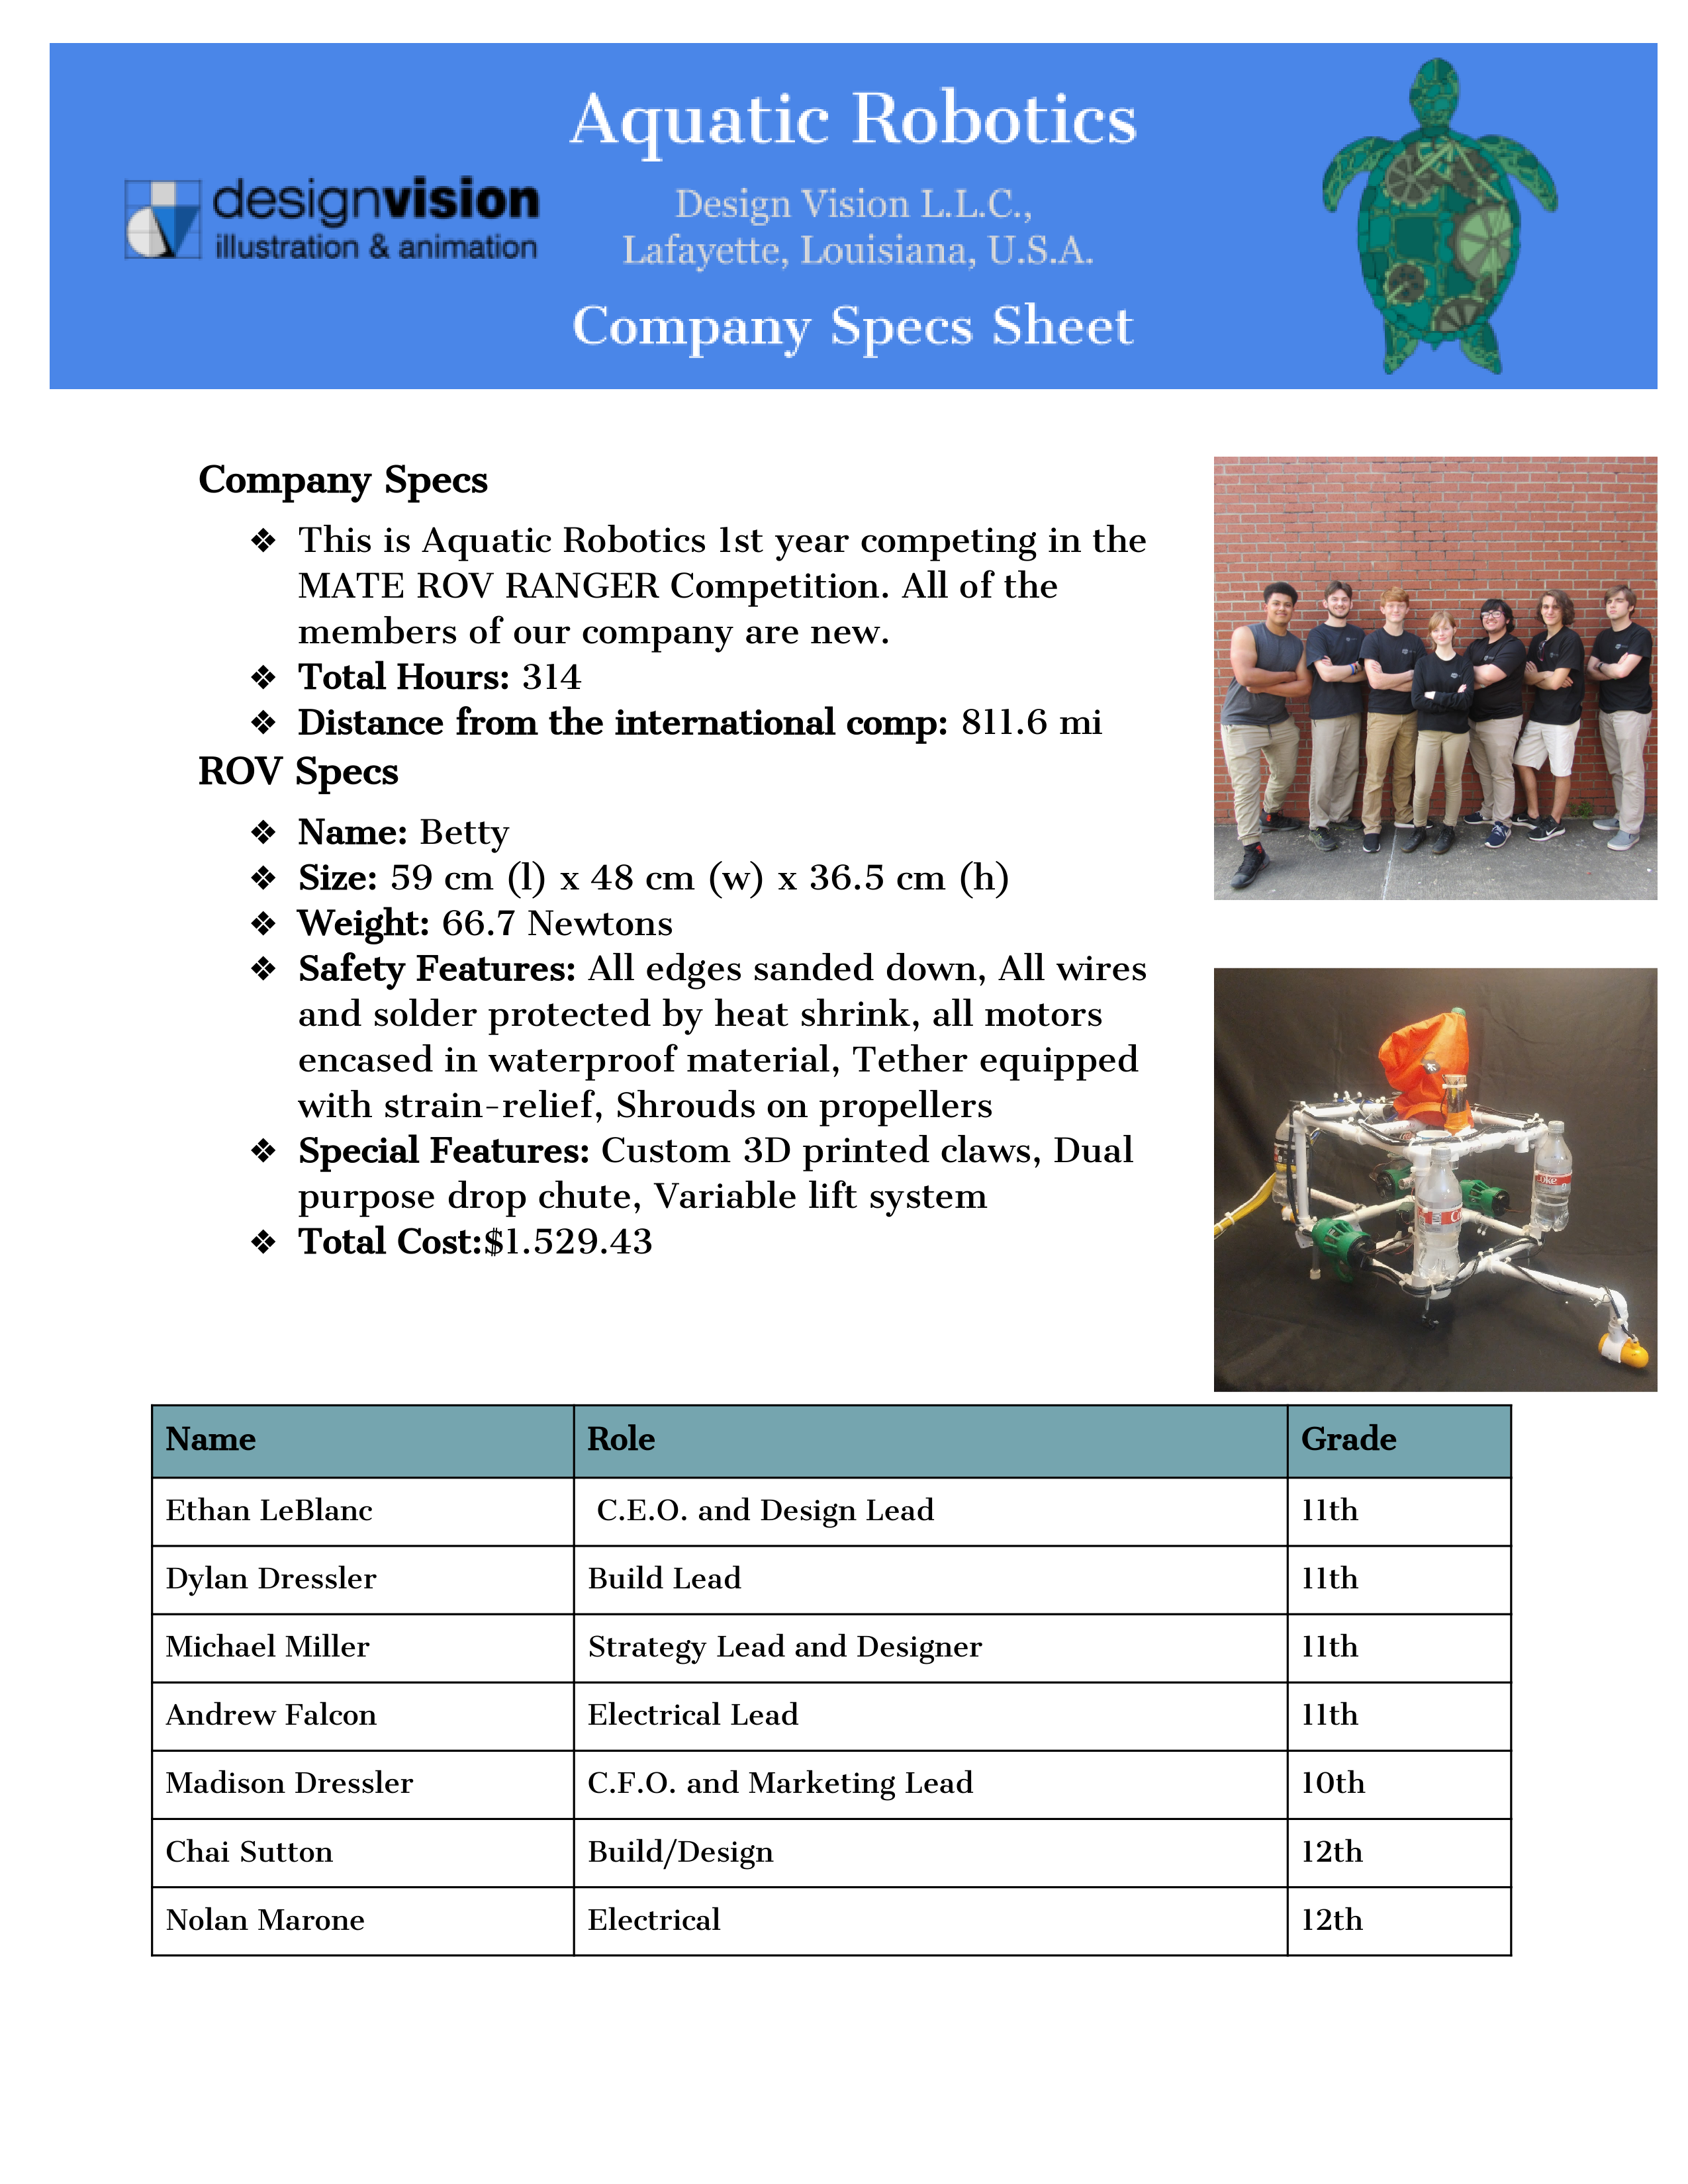 Aquatic Robotics
designvision
illustration & animation
Design Vision L.L.C.,
Lafayette, Louisiana, U.S.A.
Company Specs Sheet
Company Specs
❖ This is Aquatic Robotics 1st year competing in the
MATE ROV RANGER Competition. All of the
members of our company are new.
❖ Total Hours: 314
❖ Distance from the international comp: 811.6 mi
ROV Specs
❖ Name: Betty
❖ Size: 59 cm (l) x 48 cm (w) x 36.5 cm (h)
❖ Weight: 66.7 Newtons
❖ Safety Features: All edges sanded down, All wires
and solder protected by heat shrink, all motors
encased in waterproof material, Tether equipped
with strain-relief, Shrouds on propellers
❖ Special Features: Custom 3D printed claws, Dual
purpose drop chute, Variable lift system
❖ Total Cost:$1.529.43
Name Role Grade
Ethan LeBlanc C.E.O. and Design Lead 11th
Dylan Dressler Build Lead 11th
Michael Miller Strategy Lead and Designer 11th
Andrew Falcon Electrical Lead 11th
Madison Dressler C.F.O. and Marketing Lead 10th
Chai Sutton Build/Design 12th
Nolan Marone Electrical 12th